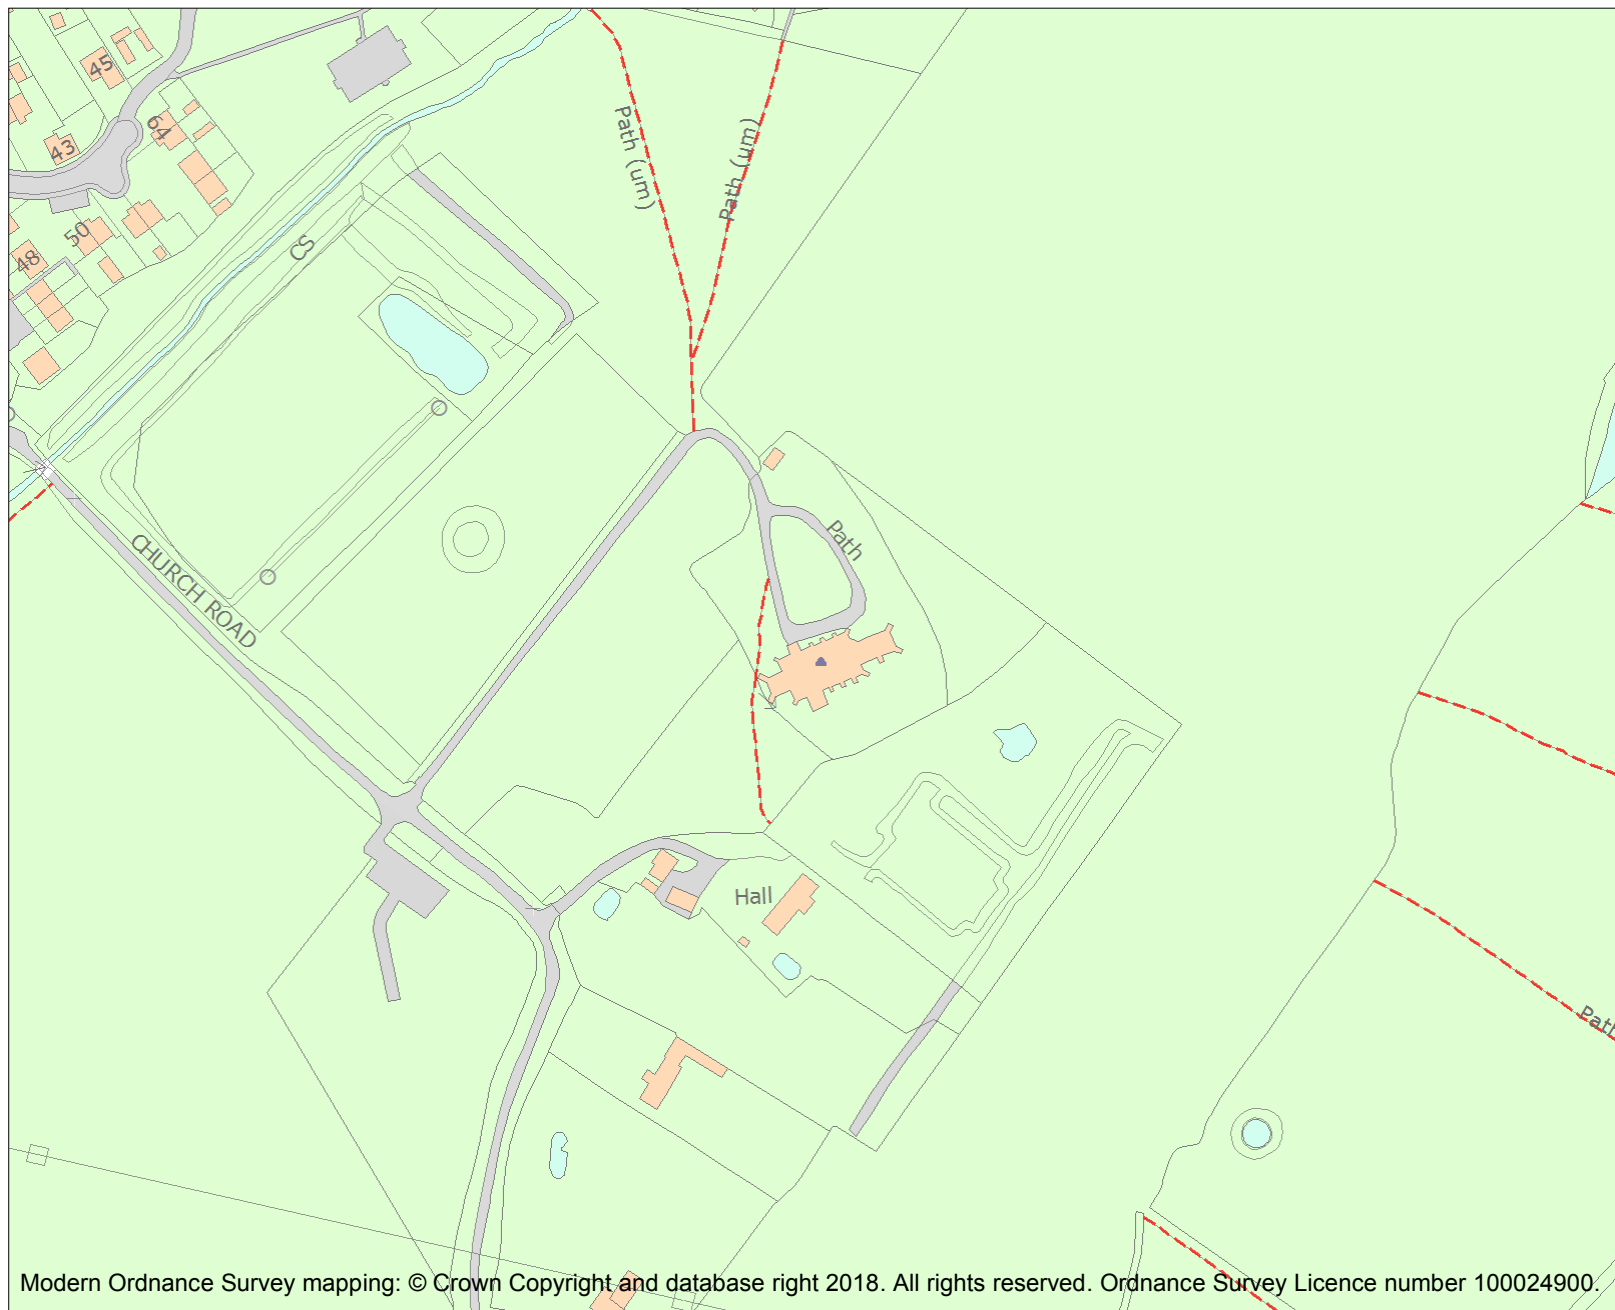 45
64
43
50
48
CS
Path (um)
Path (um)
Path
CHURCH ROAD
Hall
Path
Modern Ordnance Survey mapping: © Crown Copyright and database right 2018. All rights reserved. Ordnance Survey Licence number 100024900.